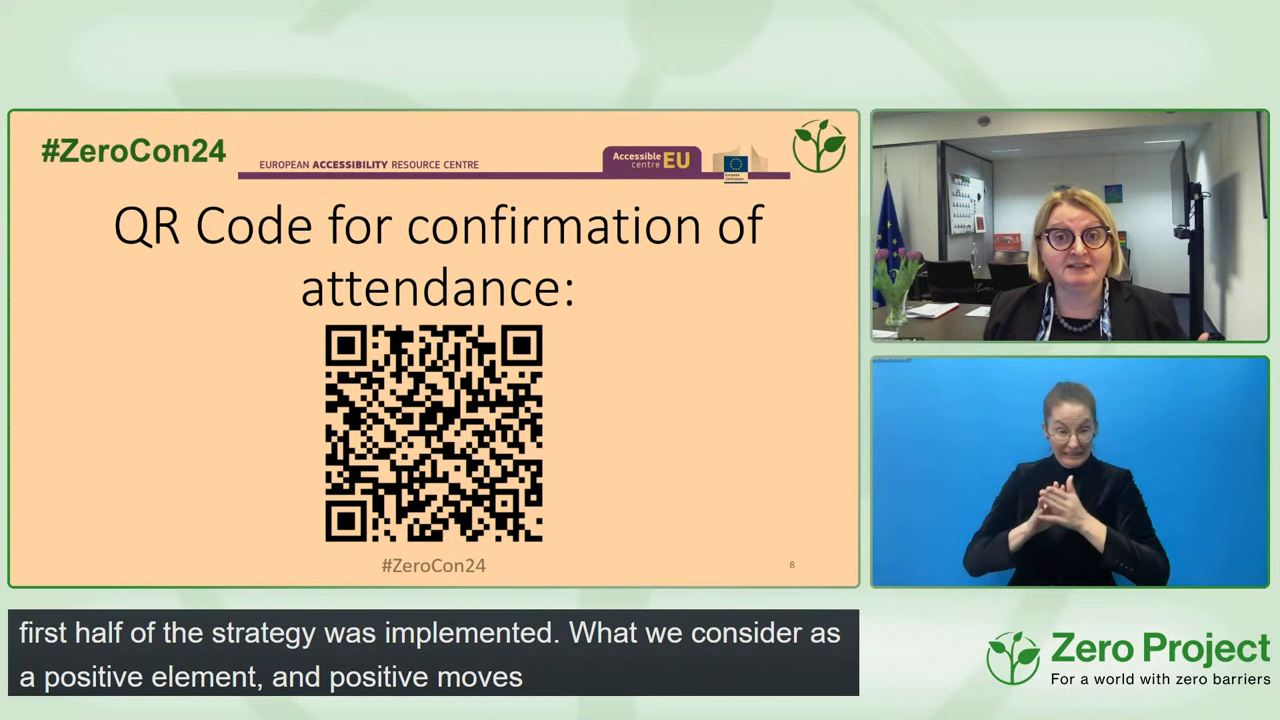 #ZeroCon24
EUROPEAN ACCESSIBILITY RESOURCE CENTRE
Accessible
centre EU
European
Commission
QR Code for confirmation of
attendance:
#ZeroCon24
8
first half of the strategy was implemented. What we consider as
a positive element, and positive moves
Zero Project
For a world with zero barriers